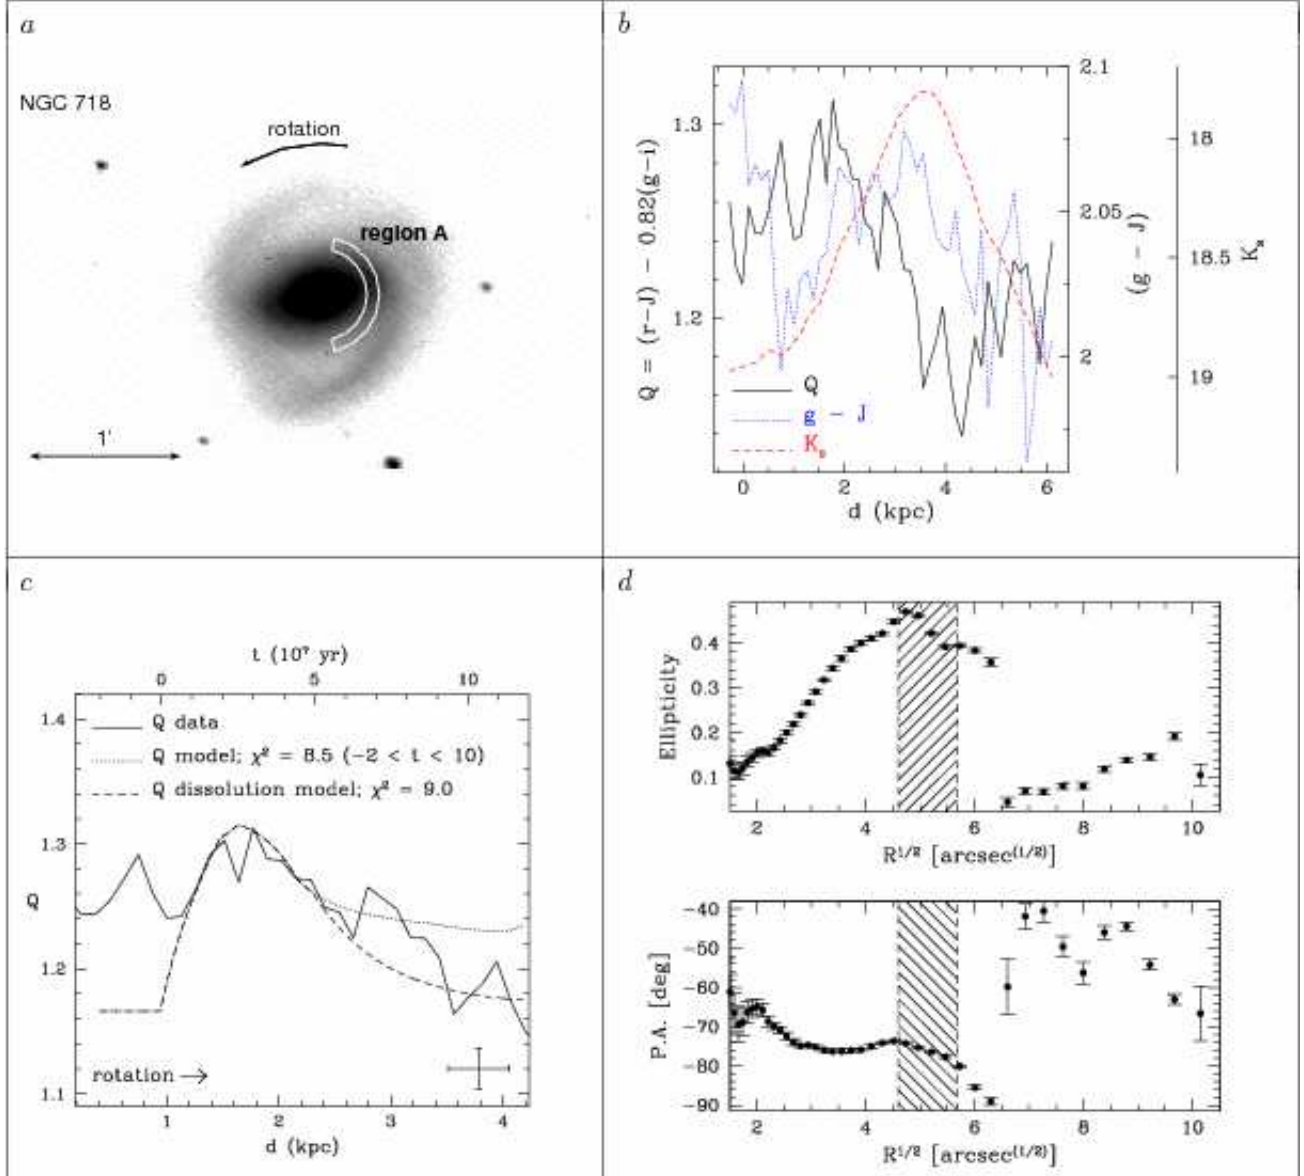 a
NGC 718
rotation
region A
1'
b
Q = (r-J) - 0.82(g-i)
1.3
1.2
2.1
2.05
2
(g - J)
18
18.5
19
K_s
Q
g - J
K_s
0 2 4 6
d (kpc)
c
t (10⁷ yr)
0 5 10
1.4
1.3
1.2
1.1
Q
Q data
Q model; χ² = 8.5 (-2 < t < 10)
Q dissolution model; χ² = 9.0
rotation
1 2 3 4
d (kpc)
d
Ellipticity
0.4
0.3
0.2
0.1
2 4 6 8 10
R^1/2 [arcsec^(1/2)]
P.A. [deg]
-40
-50
-60
-70
-80
-90
2 4 6 8 10
R^1/2 [arcsec^(1/2)]